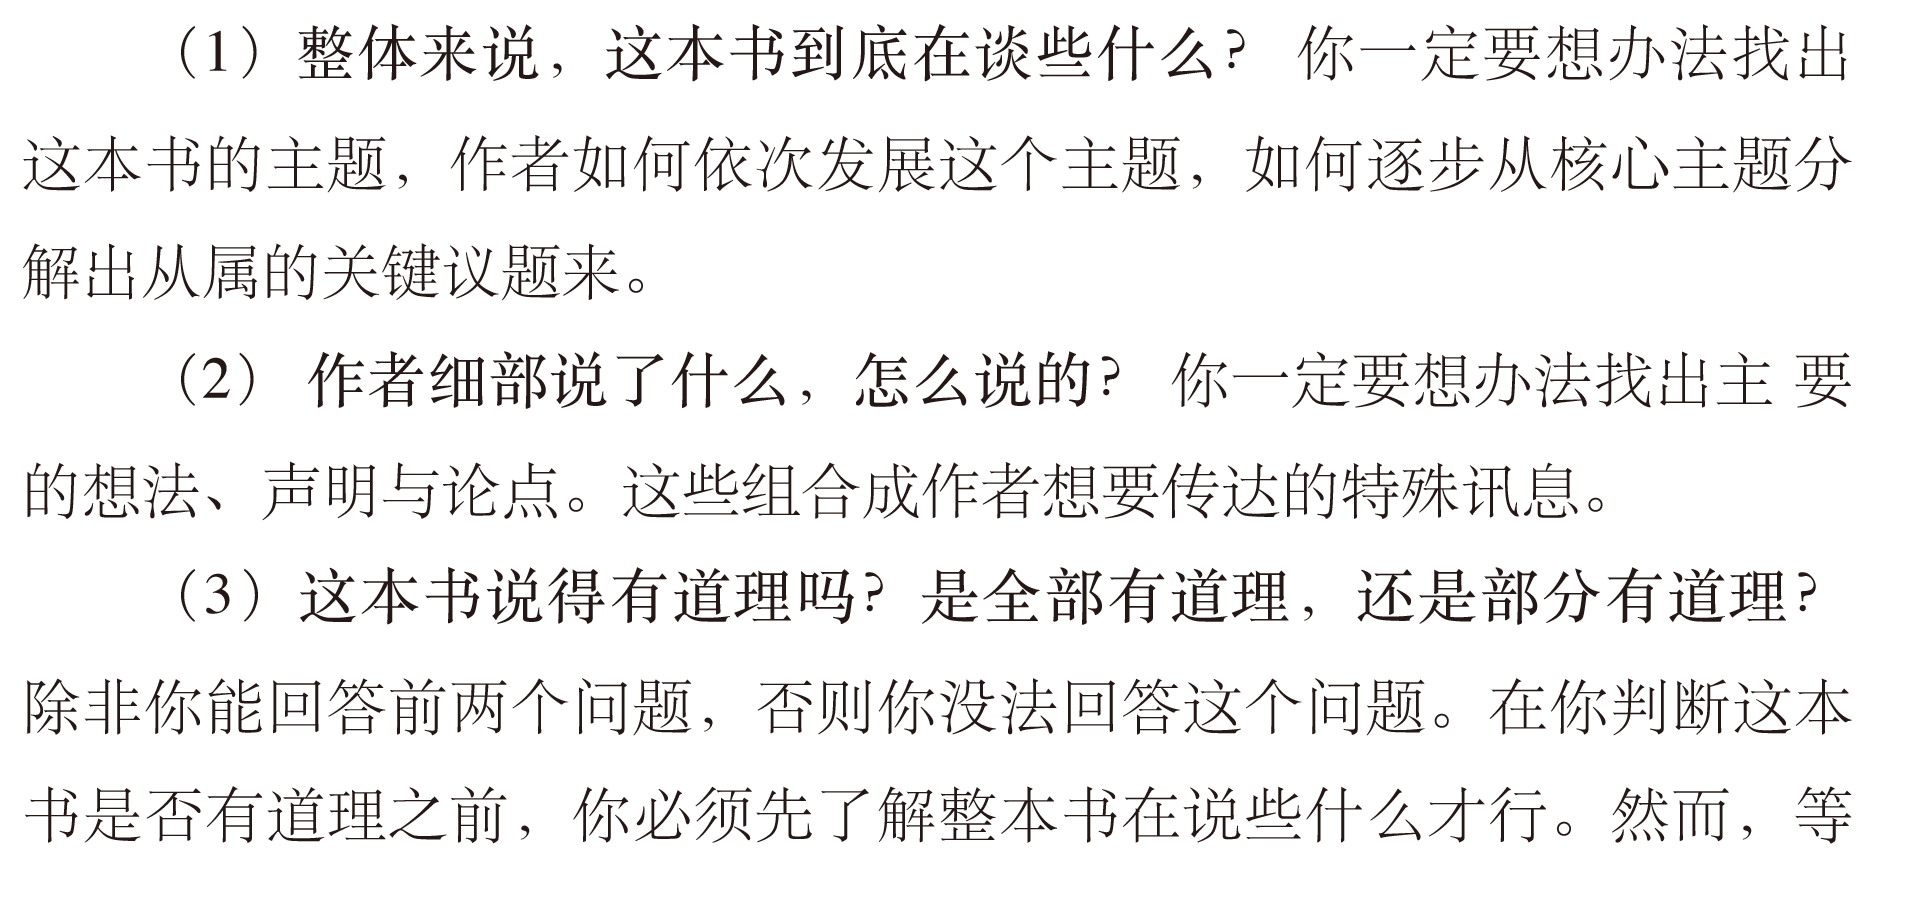 （1）整体来说，这本书到底在谈些什么？ 你一定要想办法找出
这本书的主题，作者如何依次发展这个主题，如何逐步从核心主题分
解出从属的关键议题来。
（2） 作者细部说了什么，怎么说的？ 你一定要想办法找出主 要
的想法、声明与论点。这些组合成作者想要传达的特殊讯息。
（3）这本书说得有道理吗？是全部有道理，还是部分有道理？
除非你能回答前两个问题，否则你没法回答这个问题。在你判断这本
书是否有道理之前，你必须先了解整本书在说些什么才行。然而，等